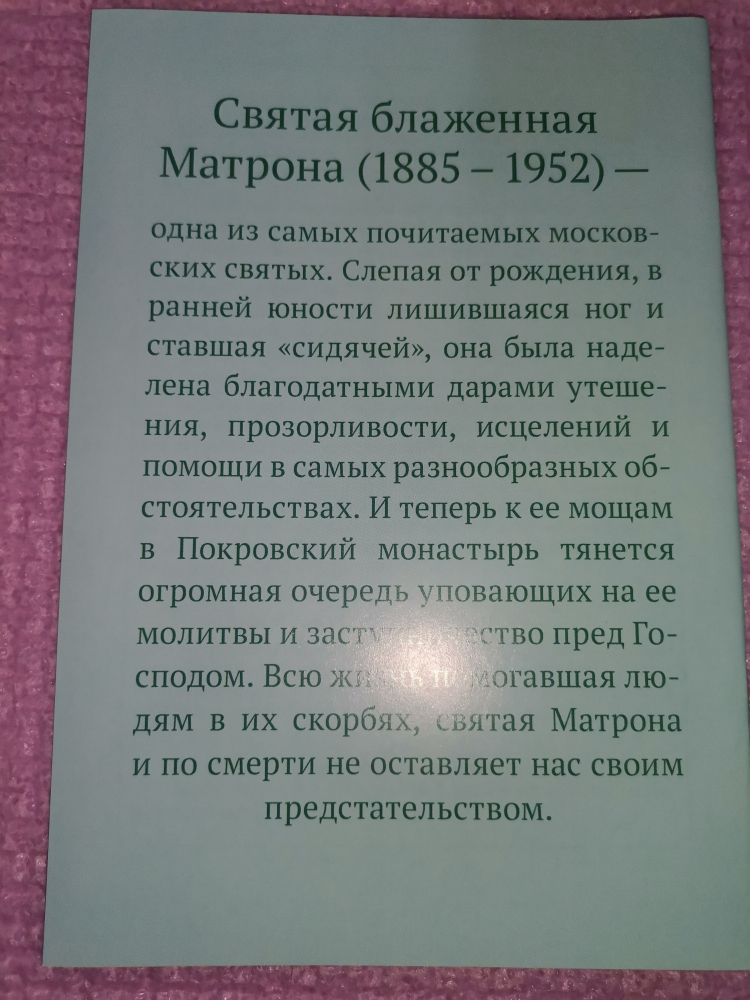 Святая блаженная
Матрона (1885 – 1952) —
одна из самых почитаемых москов-
ских святых. Слепая от рождения, в
ранней юности лишившаяся ног и
ставшая «сидячей», она была наде-
лена благодатными дарами утеше-
ния, прозорливости, исцелений и
помощи в самых разнообразных об-
стоятельствах. И теперь к ее мощам
в Покровский монастырь тянется
огромная очередь уповающих на ее
молитвы и заступничество пред Го-
сподом. Всю жизнь помогавшая лю-
дям в их скорбях, святая Матрона
и по смерти не оставляет нас своим
предстательством.